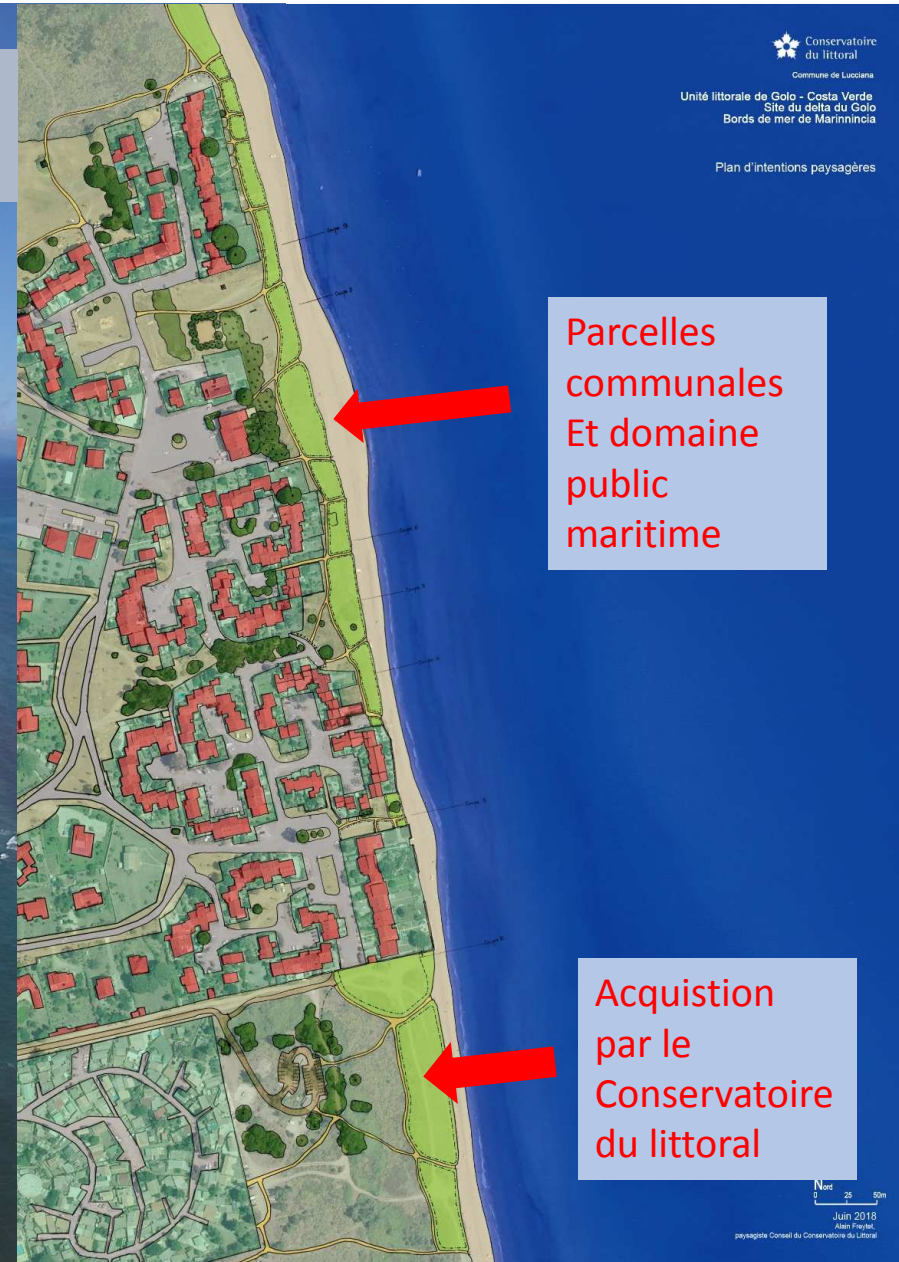 Conservatoire
du littoral
Commune de Lucciana
Unité littorale de Golo - Costa Verde
Site du delta du Golo
Bords de mer de Marinnincia
Plan d'intentions paysagères
Parcelles
communales
Et domaine
public
maritime
Acquistion
par le
Conservatoire
du littoral
Nord
0 25 50m
Juin 2018
Alain Freytet,
paysagiste Conseil du Conservatoire du Littoral